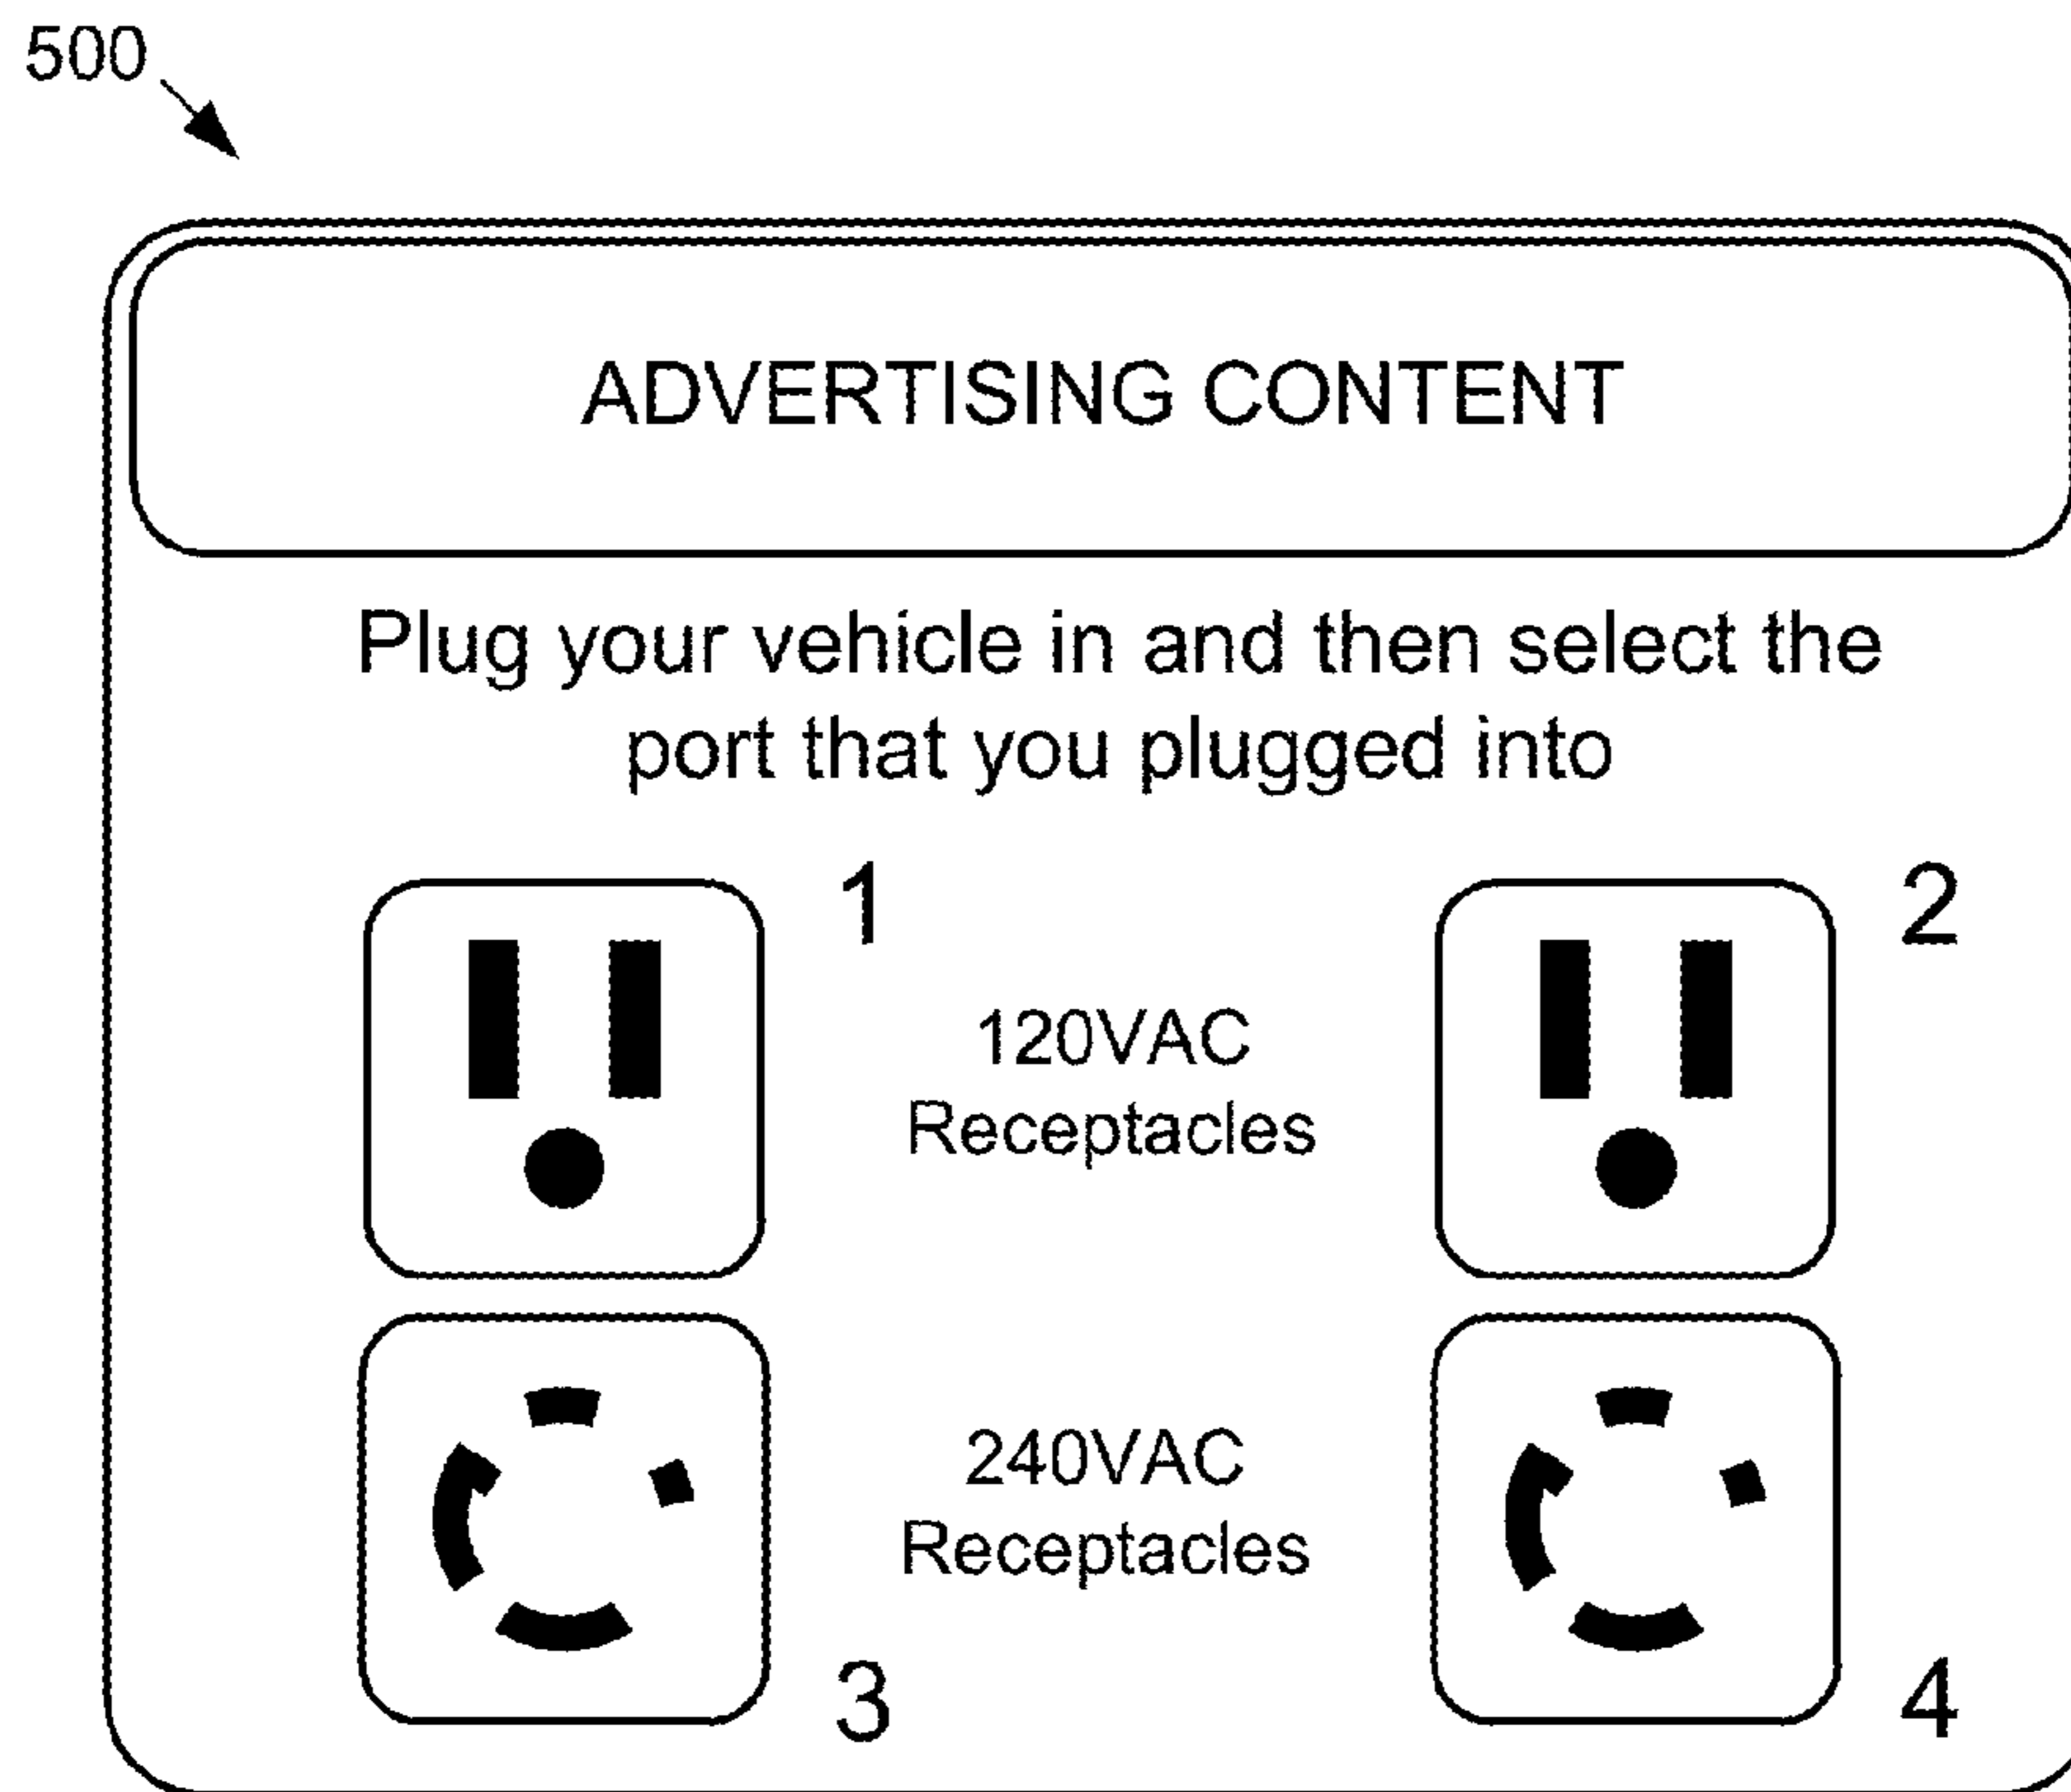 500
ADVERTISING CONTENT
Plug your vehicle in and then select the
port that you plugged into
1
2
120VAC
Receptacles
240VAC
Receptacles
3
4